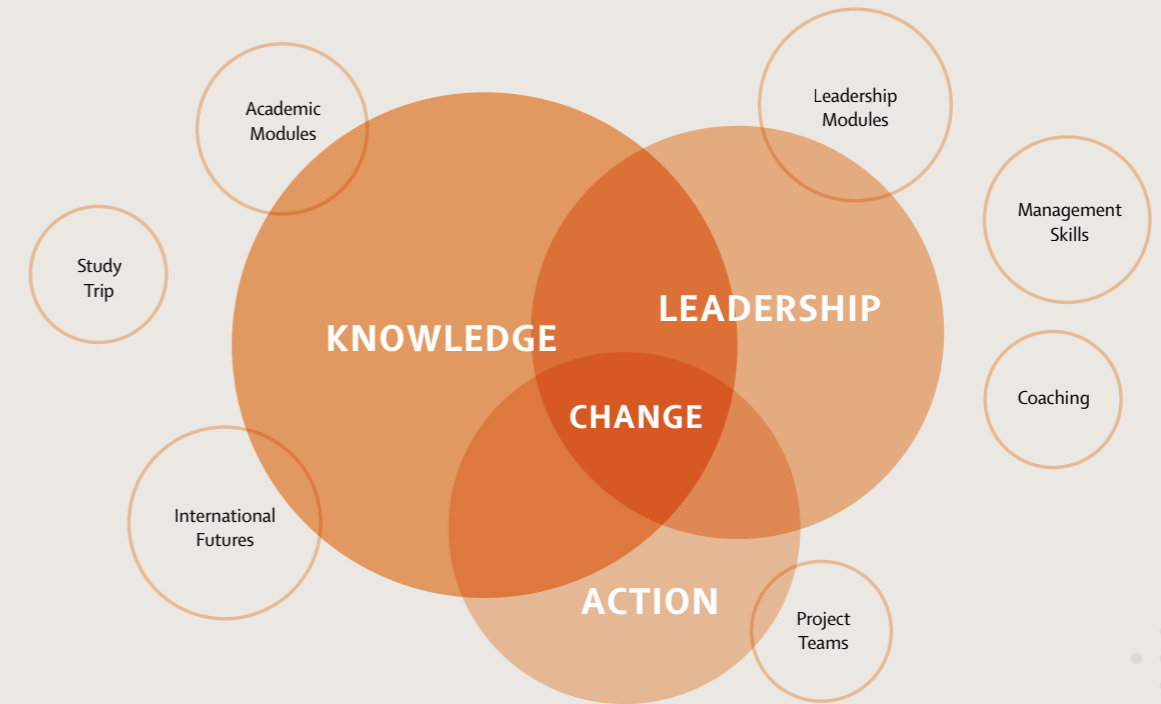 Academic
Modules
Leadership
Modules
Management
Skills
Study
Trip
LEADERSHIP
KNOWLEDGE
CHANGE
Coaching
International
Futures
ACTION
Project
Teams